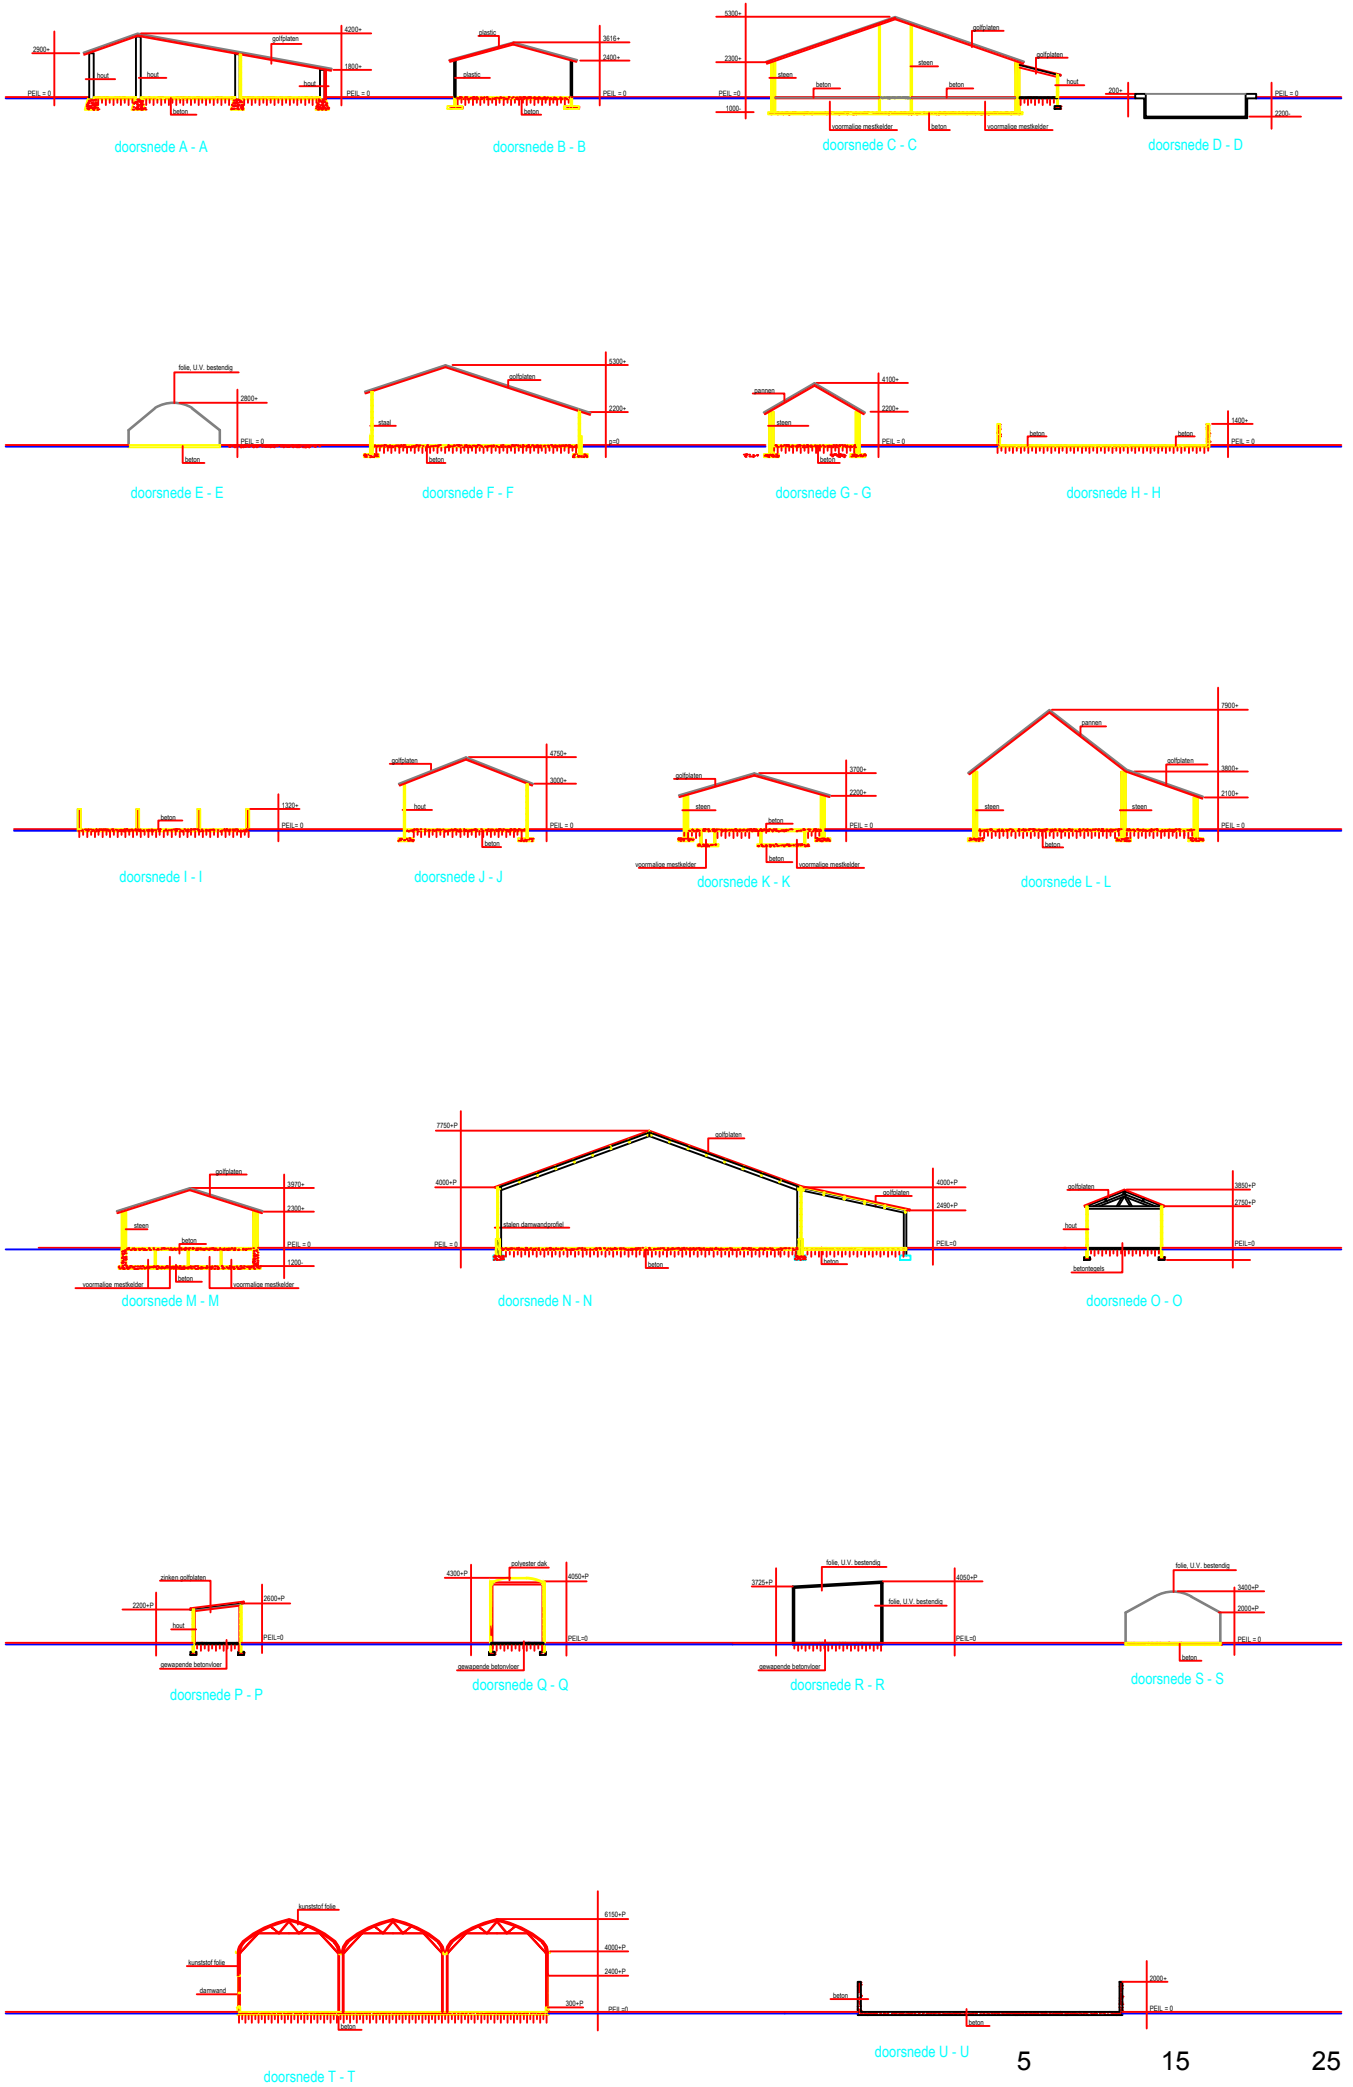 4200+
golfplaten
2900+
1800+
hout
hout
hout
PEIL = 0
PEIL = 0
beton
doorsnede A - A
plastic
3616+
2400+
plastic
PEIL = 0
beton
doorsnede B - B
5300+
golfplaten
golfplaten
2300+
steen
steen
hout
beton
beton
PEIL =0
1000-
voormalige mestkelder
beton
voormalige mestkelder
doorsnede C - C
200+
PEIL = 0
2200-
doorsnede D - D
folie, U.V. bestendig
2800+
PEIL = 0
beton
doorsnede E - E
5300+
golfplaten
2200+
staal
p=0
beton
doorsnede F - F
4100+
pannen
2200+
steen
PEIL = 0
beton
doorsnede G - G
1400+
beton
beton
PEIL = 0
doorsnede H - H
1320+
beton
PEIL = 0
doorsnede I - I
4750+
golfplaten
3000+
hout
PEIL = 0
beton
doorsnede J - J
3700+
golfplaten
2200+
steen
beton
PEIL = 0
voormalige mestkelder
beton
voormalige mestkelder
doorsnede K - K
7900+
pannen
golfplaten
3800+
2100+
steen
steen
PEIL = 0
beton
doorsnede L - L
golfplaten
3970+
2300+
steen
beton
PEIL = 0
1200-
voormalige mestkelder
beton
voormalige mestkelder
doorsnede M - M
7750+P
golfplaten
4000+P
4000+P
golfplaten
2490+P
stalen damwandprofiel
PEIL=0
beton
beton
doorsnede N - N
golfplaten
3850+P
2750+P
hout
PEIL=0
betontegels
doorsnede O - O
zinken golfplaten
2600+P
2200+P
hout
PEIL=0
gewapende betonvloer
doorsnede P - P
polyester dak
4300+P
4050+P
PEIL=0
gewapende betonvloer
doorsnede Q - Q
folie, U.V. bestendig
3725+P
4050+P
folie, U.V. bestendig
PEIL=0
gewapende betonvloer
doorsnede R - R
folie, U.V. bestendig
3400+P
2000+P
PEIL = 0
beton
doorsnede S - S
kunststof folie
6150+P
4000+P
kunststof folie
2400+P
damwand
300+P
PEIL=0
beton
doorsnede T - T
2000+
beton
PEIL = 0
beton
doorsnede U - U
5 15 25